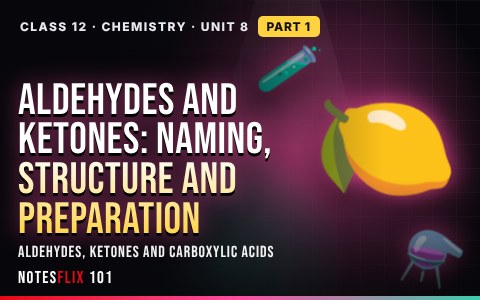 CLASS 12 · CHEMISTRY · UNIT 8 PART 1
ALDEHYDES AND
KETONES: NAMING,
STRUCTURE AND
PREPARATION
ALDEHYDES, KETONES AND CARBOXYLIC ACIDS
NOTESFLIX 101